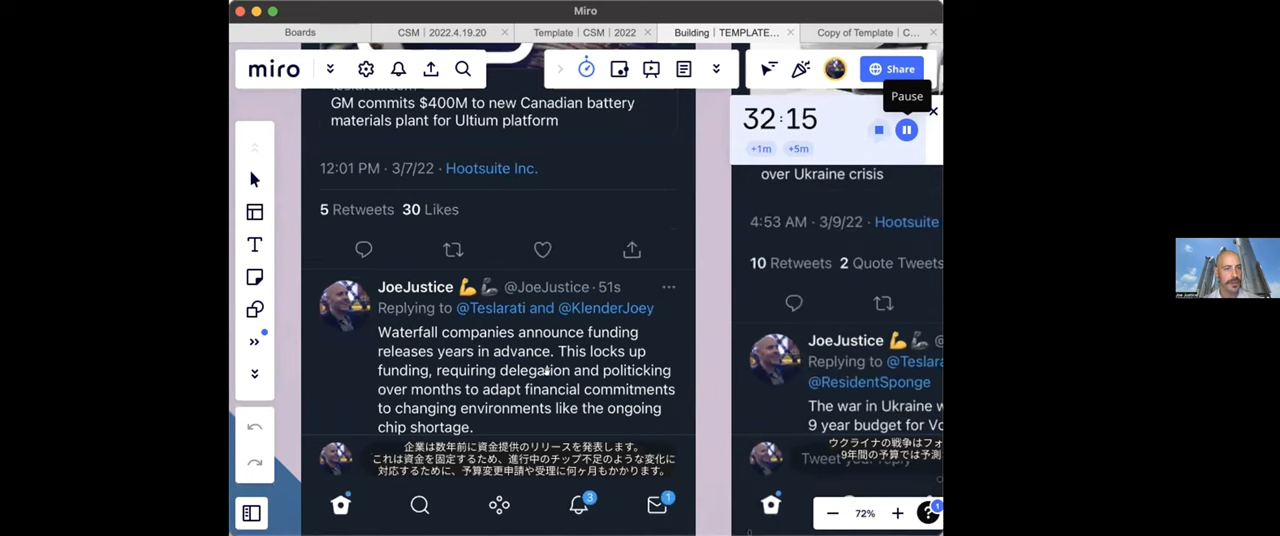 Miro
Boards
CSM | 2022.4.19.20
Template | CSM | 2022
Building | TEMPLATE...
Copy of Template | C...
miro
Share
Pause
32:15
+1m
+5m
GM commits $400M to new Canadian battery
materials plant for Ultium platform
12:01 PM · 3/7/22 · Hootsuite Inc.
5 Retweets 30 Likes
JoeJustice 💪🦾 @JoeJustice · 51s
Replying to @Teslarati and @KlenderJoey
Waterfall companies announce funding
releases years in advance. This locks up
funding, requiring delegation and politicking
over months to adapt financial commitments
to changing environments like the ongoing
chip shortage.
企業は数年前に資金提供のリリースを発表します。
これは資金を固定するため、進行中のチップ不足のような変化に
対応するために、予算変更申請や受理に何ヶ月もかかります。
3
1
over Ukraine crisis
4:53 AM · 3/9/22 · Hootsuite
10 Retweets 2 Quote Tweets
JoeJustice 💪🦾 @
Replying to @Teslara
@ResidentSponge
The war in Ukraine w
9 year budget for Vo
ウクライナの戦争はフォ
9年間の予算では予測
Tweet your reply
72%
?
1
Joe Justice